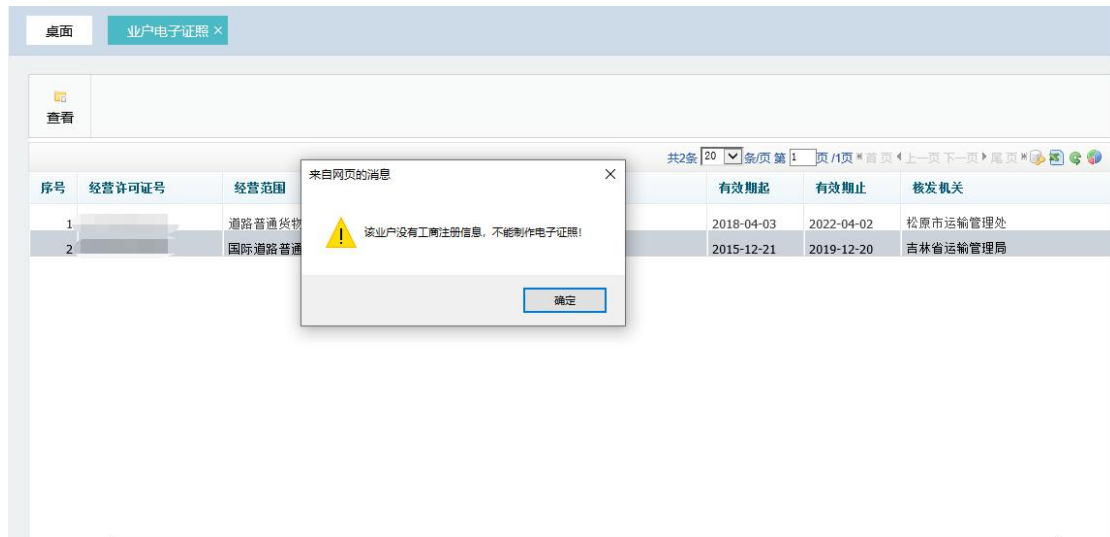 桌面 业户电子证照 ×
查看
共2条 20 条/页 第 1 页/1页 首页 上一页 下一页 尾页
来自网页的消息
序号 经营许可证号 经营范围 有效期起 有效期止 核发机关
该业户没有工商注册信息，不能制作电子证照！
1 道路普通货物 2018-04-03 2022-04-02 松原市运输管理处
2 国际道路普通 2015-12-21 2019-12-20 吉林省运输管理局
确定